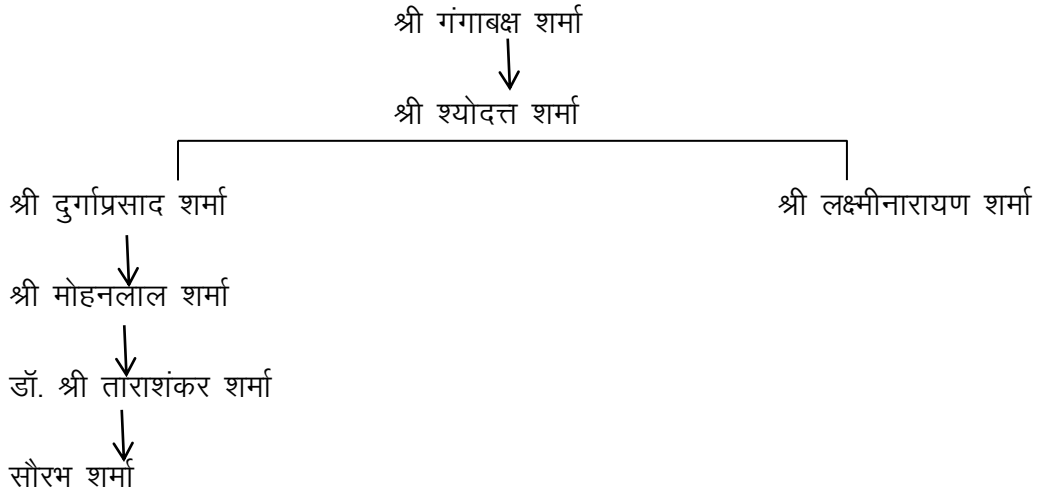 श्री गंगाबक्ष शर्मा
श्री श्योदत्त शर्मा
श्री दुर्गाप्रसाद शर्मा श्री लक्ष्मीनारायण शर्मा
श्री मोहनलाल शर्मा
डॉ. श्री ताराशंकर शर्मा
सौरभ शर्मा